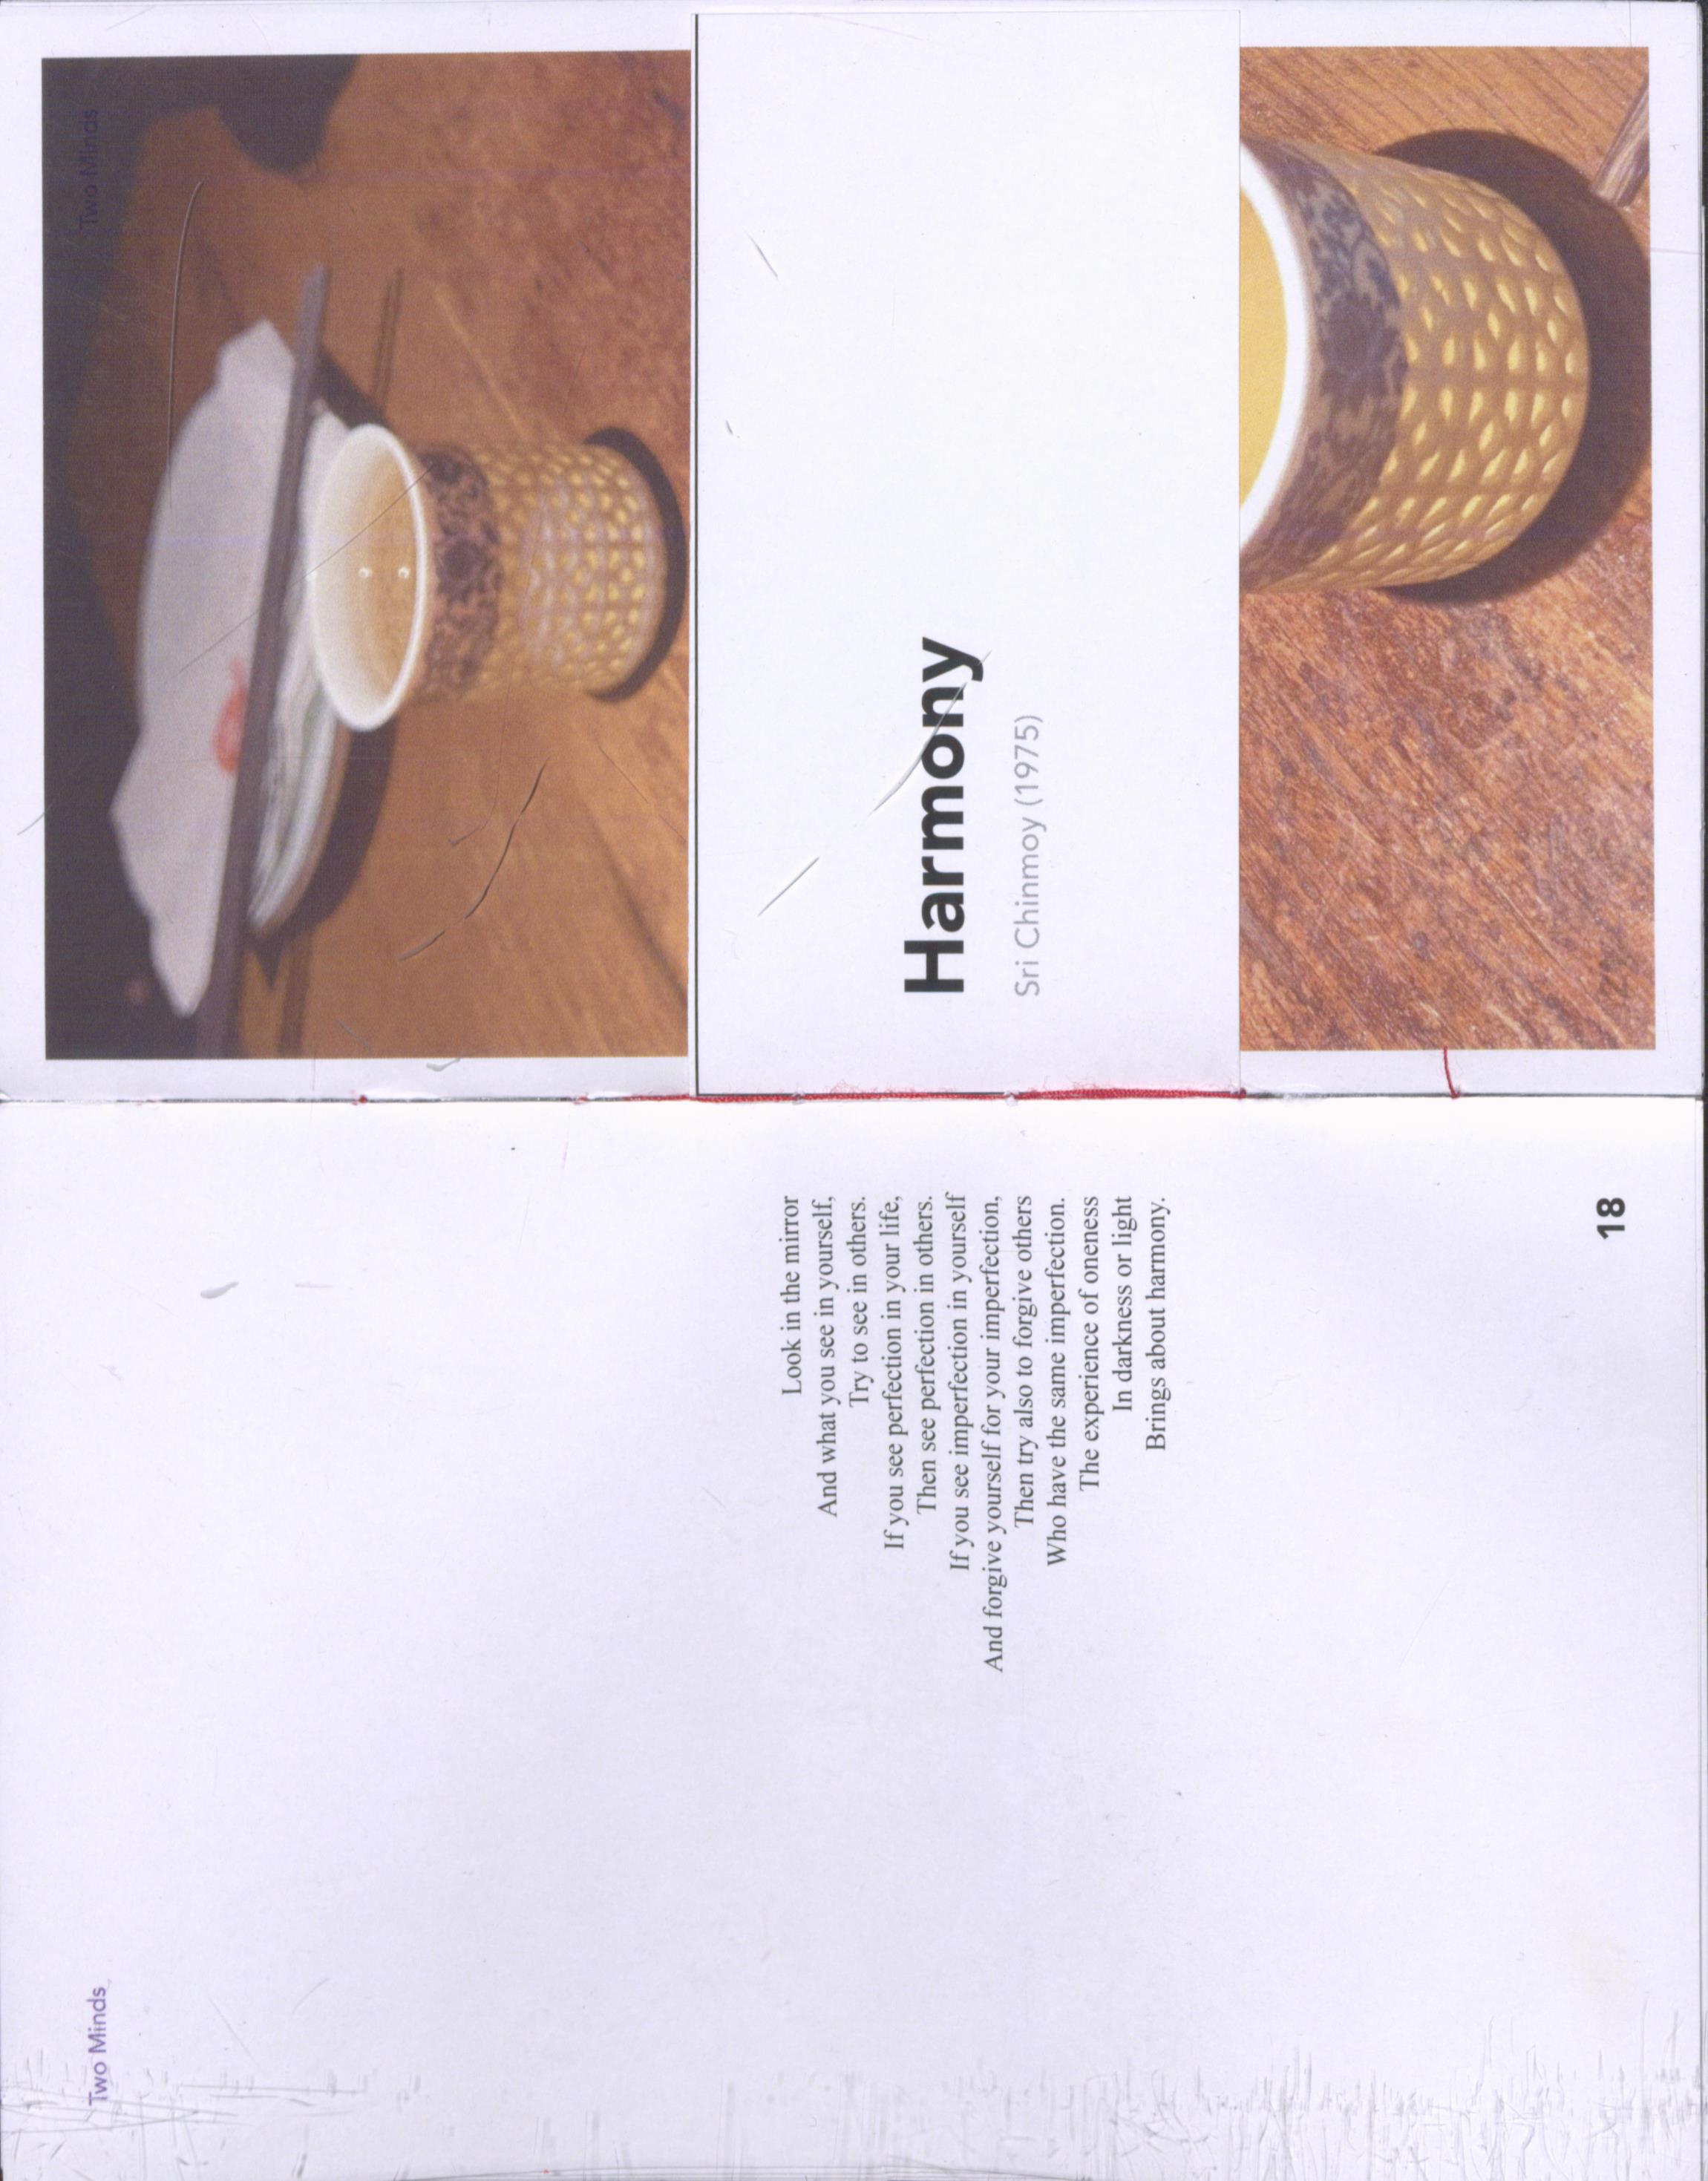 Two Minds
Look in the mirror
And what you see in yourself,
Try to see in others.
If you see perfection in your life,
Then see perfection in others.
If you see imperfection in yourself
And forgive yourself for your imperfection,
Then try also to forgive others
Who have the same imperfection.
The experience of oneness
In darkness or light
Brings about harmony.
18
Two Minds
Harmony
Sri Chinmoy (1975)